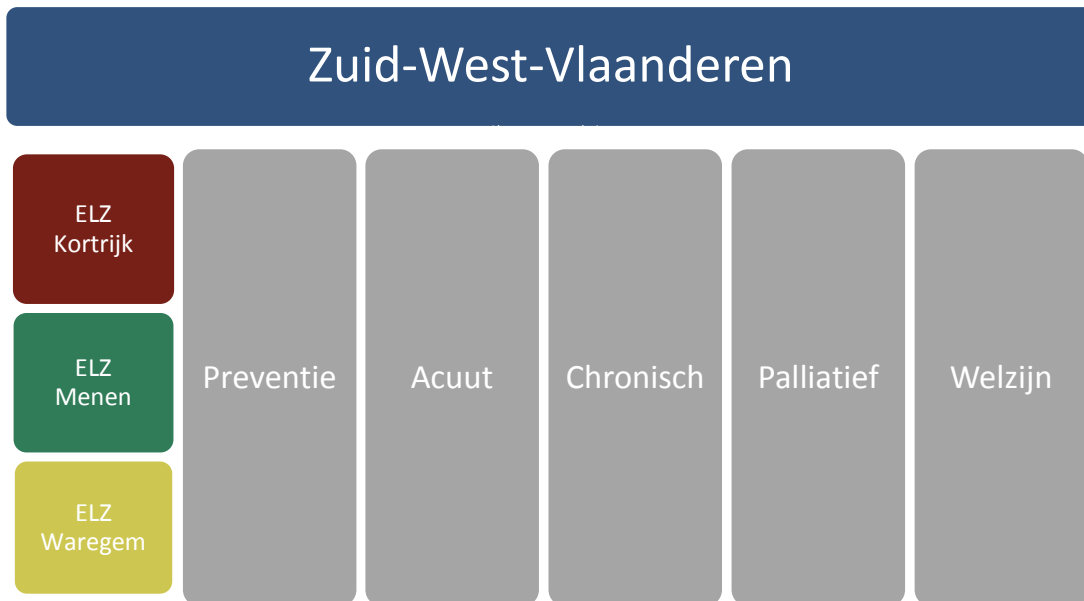 Zuid-West-Vlaanderen
ELZ
Kortrijk
ELZ
Menen
ELZ
Waregem
Preventie
Acuut
Chronisch
Palliatief
Welzijn